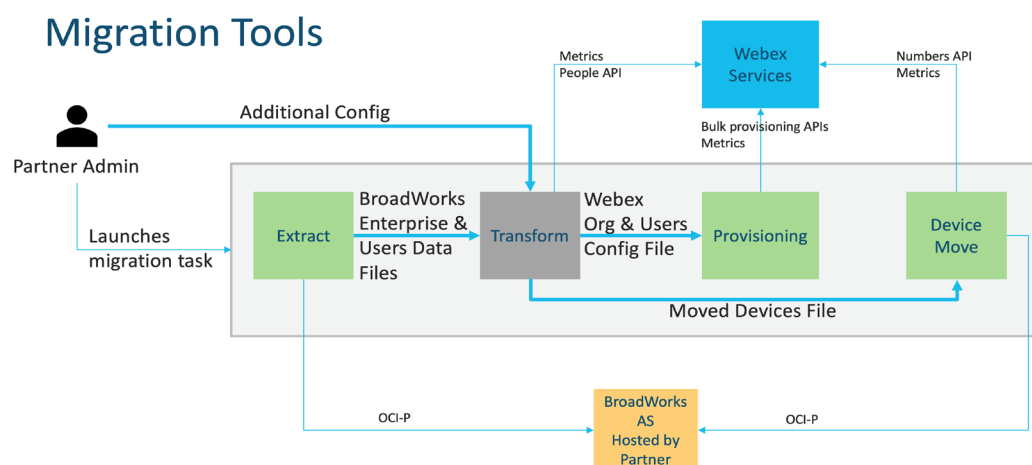 Migration Tools
Metrics
People API
Webex
Services
Numbers API
Metrics
Additional Config
Bulk provisioning APIs
Metrics
Partner Admin
Launches
migration task
Extract
BroadWorks
Enterprise &
Users Data
Files
Transform
Webex
Org & Users
Config File
Provisioning
Device
Move
Moved Devices File
OCI-P
BroadWorks
AS
Hosted by
Partner
OCI-P